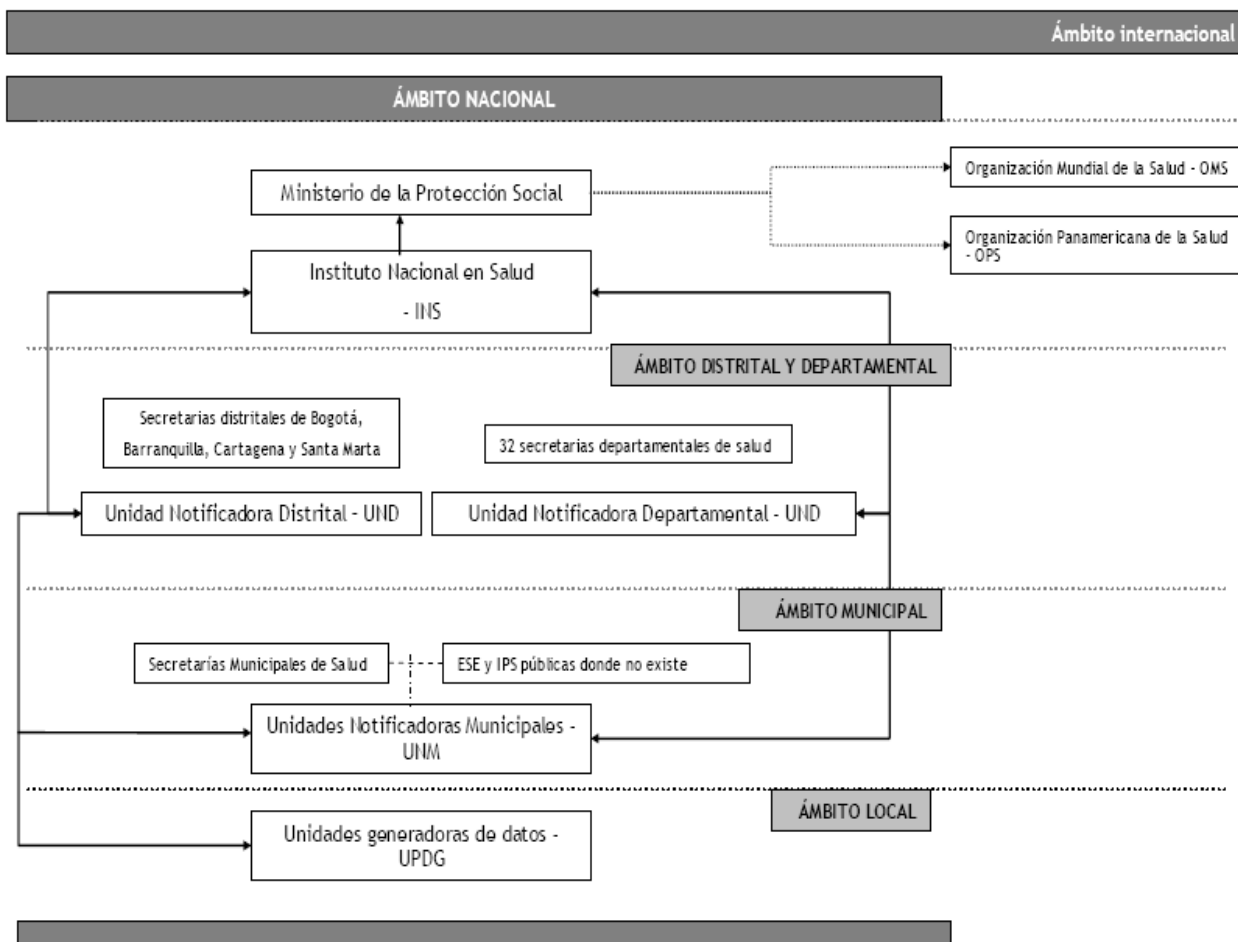 Ámbito internacional
ÁMBITO NACIONAL
Organización Mundial de la Salud - OMS
Ministerio de la Protección Social
Organización Panamericana de la Salud
- OPS
Instituto Nacional en Salud
- INS
ÁMBITO DISTRITAL Y DEPARTAMENTAL
Secretarias distritales de Bogotá,
Barranquilla, Cartagena y Santa Marta
32 secretarias departamentales de salud
Unidad Notificadora Distrital - UND
Unidad Notificadora Departamental - UND
ÁMBITO MUNICIPAL
Secretarías Municipales de Salud
ESE y IPS públicas donde no existe
Unidades Notificadoras Municipales -
UNM
ÁMBITO LOCAL
Unidades generadoras de datos -
UPDG